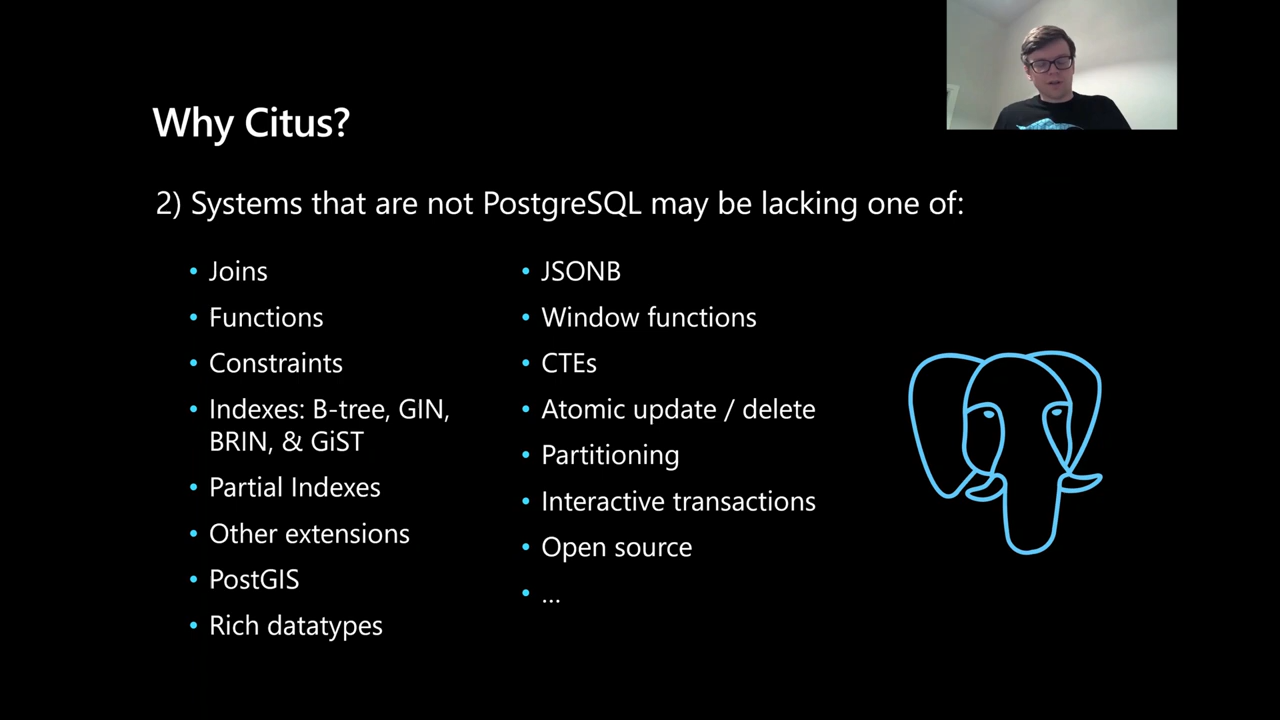 Why Citus?
2) Systems that are not PostgreSQL may be lacking one of:
• Joins
• Functions
• Constraints
• Indexes: B-tree, GIN,
BRIN, & GiST
• Partial Indexes
• Other extensions
• PostGIS
• Rich datatypes
• JSONB
• Window functions
• CTEs
• Atomic update / delete
• Partitioning
• Interactive transactions
• Open source
• ...